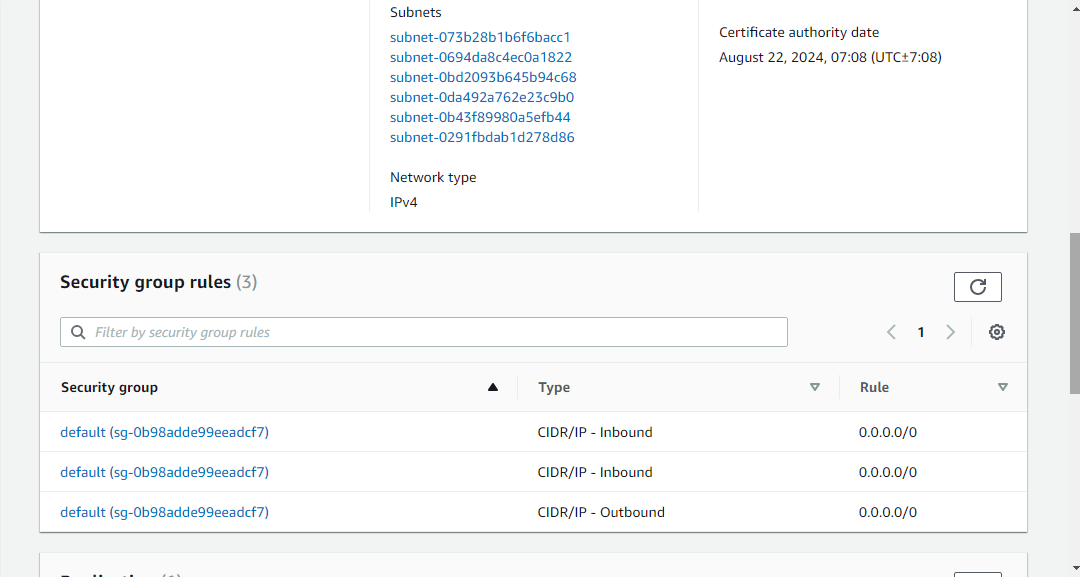 Subnets
subnet-073b28b1b6f6bacc1
subnet-0694da8c4ec0a1822
subnet-0bd2093b645b94c68
subnet-0da492a762e23c9b0
subnet-0b43f89980a5efb44
subnet-0291fbdab1d278d86
Network type
IPv4
Certificate authority date
August 22, 2024, 07:08 (UTC±7:08)
Security group rules (3)
Filter by security group rules
1
Security group Type Rule
default (sg-0b98adde99eeadcf7) CIDR/IP - Inbound 0.0.0.0/0
default (sg-0b98adde99eeadcf7) CIDR/IP - Inbound 0.0.0.0/0
default (sg-0b98adde99eeadcf7) CIDR/IP - Outbound 0.0.0.0/0